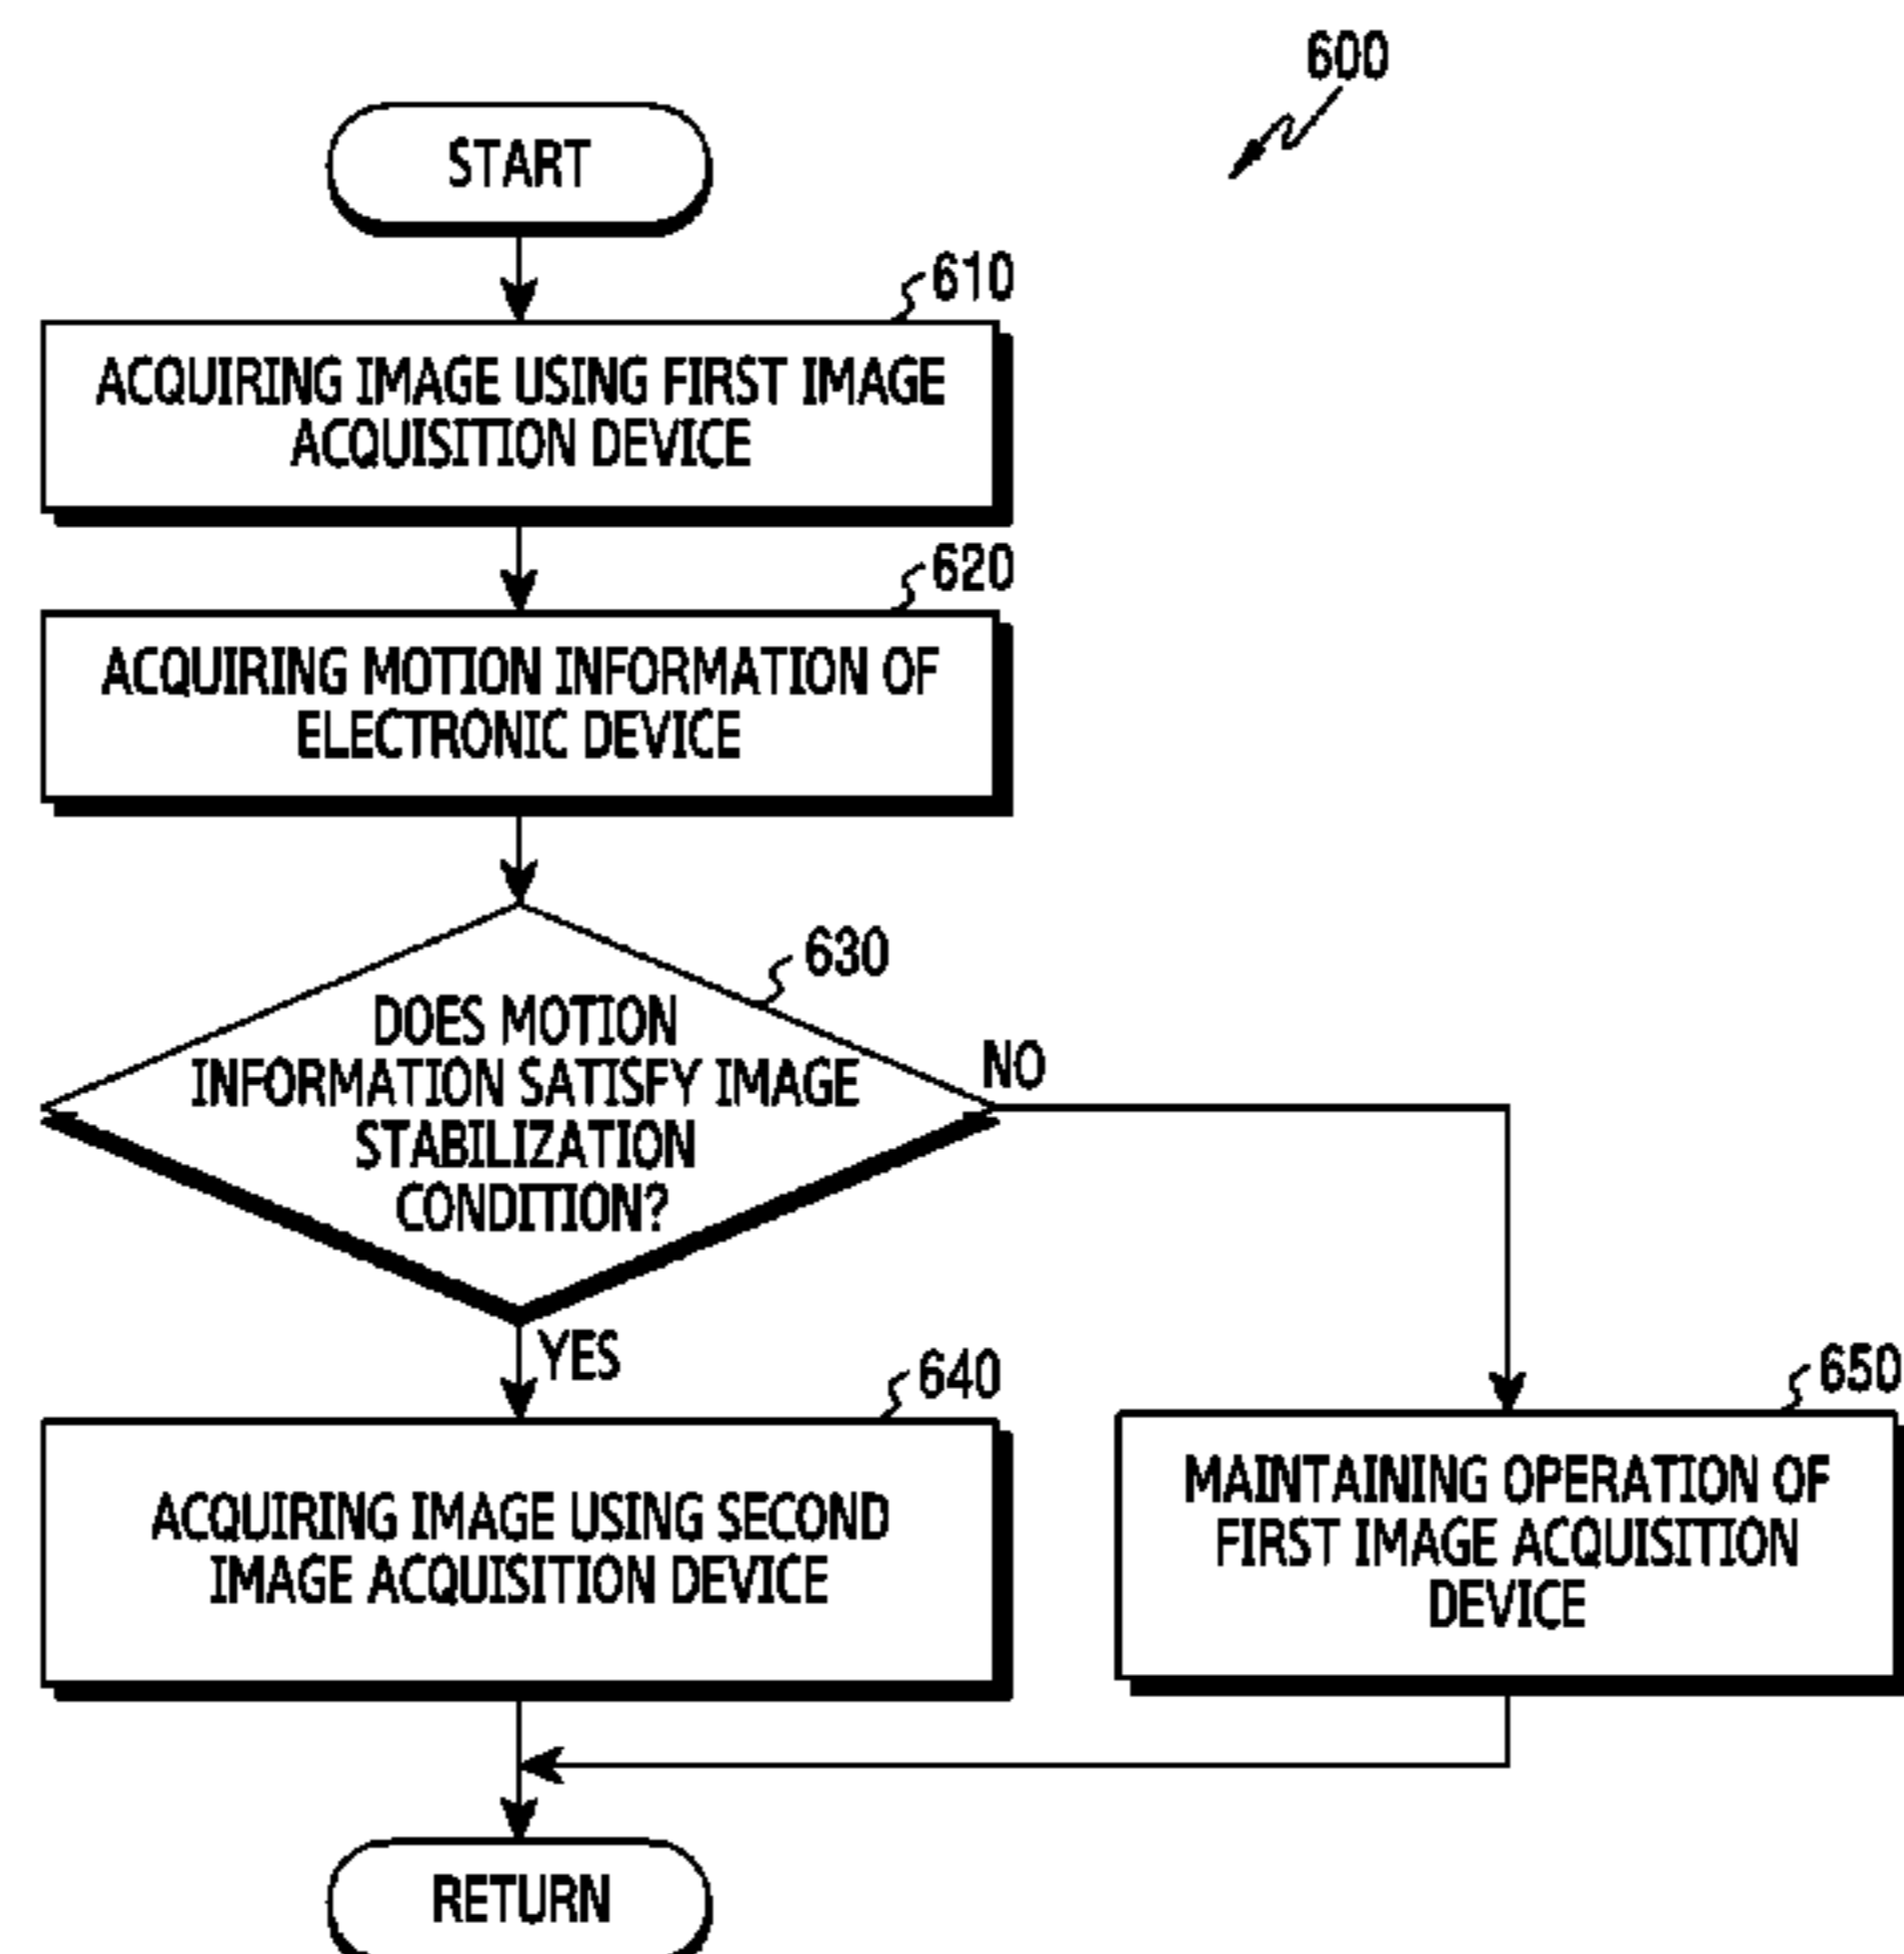 600
START
610
ACQUIRING IMAGE USING FIRST IMAGE
ACQUISITION DEVICE
620
ACQUIRING MOTION INFORMATION OF
ELECTRONIC DEVICE
630
DOES MOTION
INFORMATION SATISFY IMAGE
STABILIZATION
CONDITION?
NO
YES
640
ACQUIRING IMAGE USING SECOND
IMAGE ACQUISITION DEVICE
650
MAINTAINING OPERATION OF
FIRST IMAGE ACQUISITION
DEVICE
RETURN